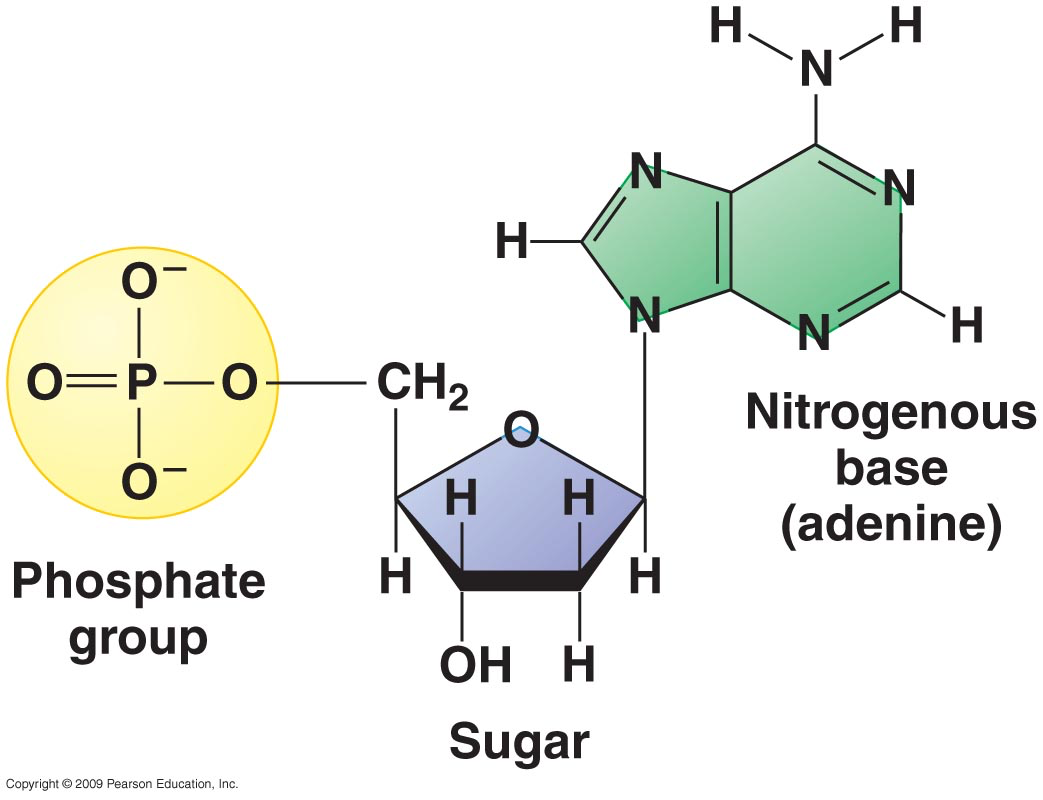 H H
N
N
N
H
O−
N
N
H
O P O
CH2
O
Nitrogenous
base
(adenine)
H H
O−
H
H
Phosphate
group
OH H
Sugar
Copyright © 2009 Pearson Education, Inc.